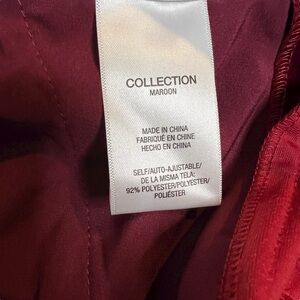 COLLECTION
MAROON
MADE IN CHINA
FABRIQUÉ EN CHINE
HECHO EN CHINA
SELF/AUTO-AJUSTABLE/
DE LA MISMA TELA:
92% POLYESTER/POLYESTER/
POLIÉSTER